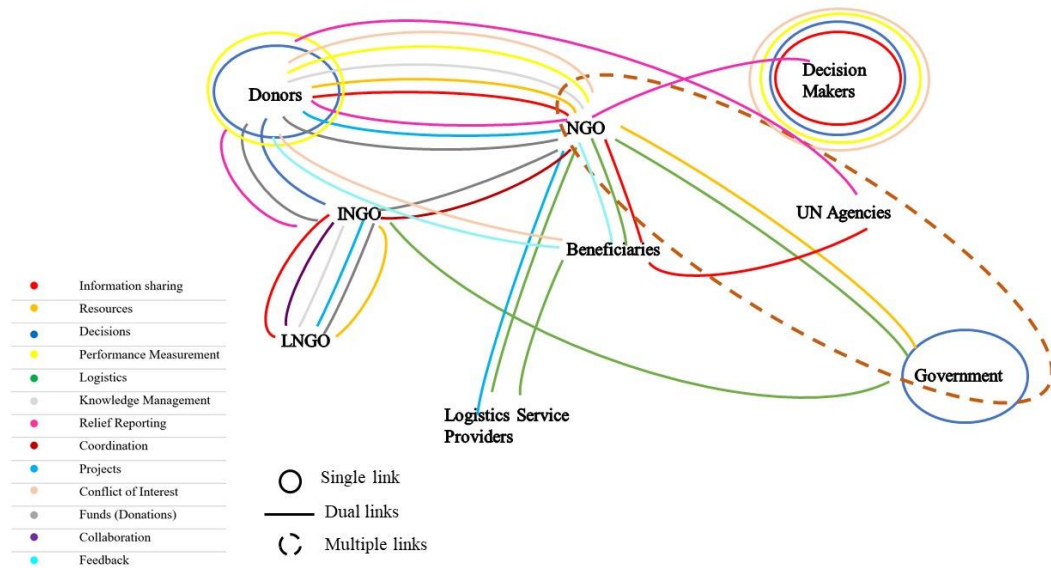 Donors
Decision
Makers
NGO
UN Agencies
INGO
Beneficiaries
LNGO
Government
Logistics Service
Providers
Information sharing
Resources
Decisions
Performance Measurement
Logistics
Knowledge Management
Relief Reporting
Coordination
Projects
Conflict of Interest
Funds (Donations)
Collaboration
Feedback
Single link
Dual links
Multiple links